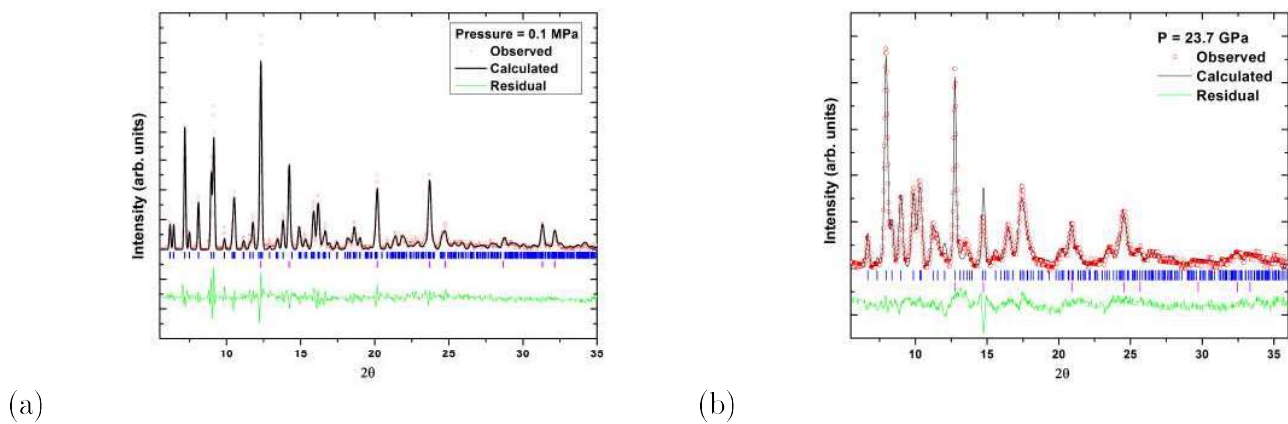 Pressure = 0.1 MPa
Observed
Calculated
Residual
Intensity (arb. units)
10
15
20
25
30
35
2θ
(a)
P = 23.7 GPa
Observed
Calculated
Residual
Intensity (arb. units)
10
15
20
25
30
35
2θ
(b)